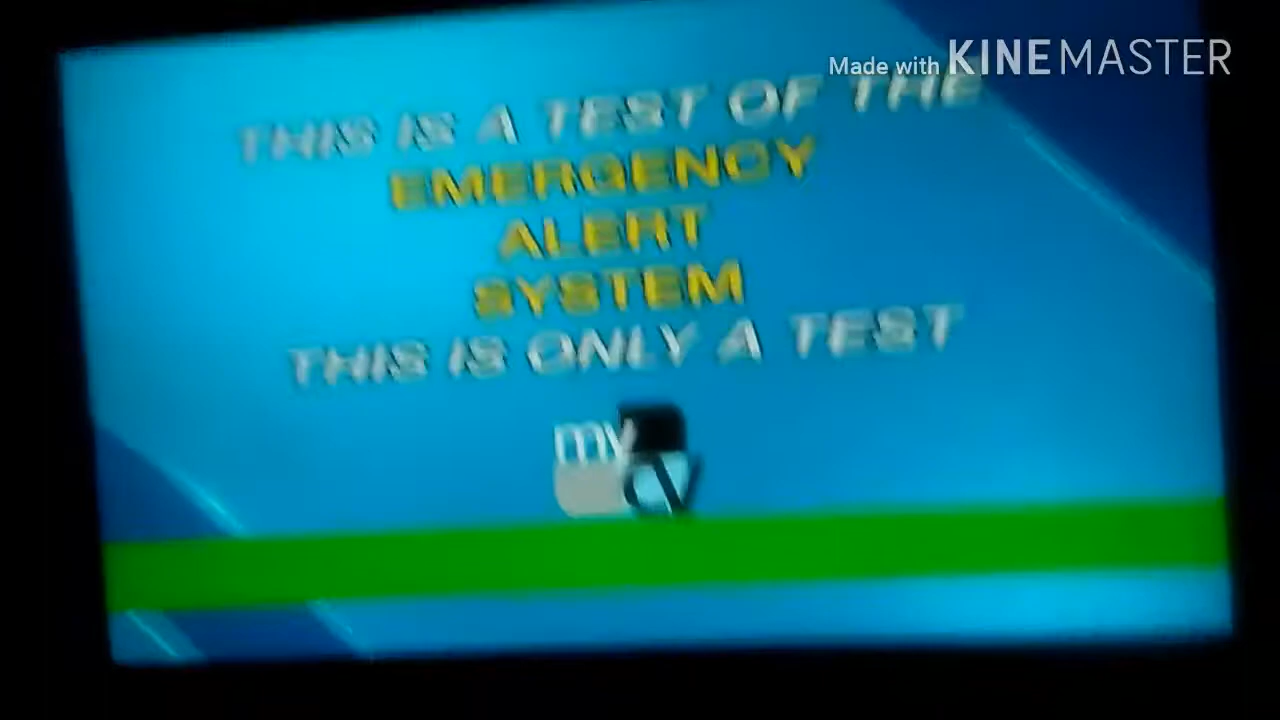 Made with KINEMASTER
THIS IS A TEST OF THE
EMERGENCY
ALERT
SYSTEM
THIS IS ONLY A TEST
my